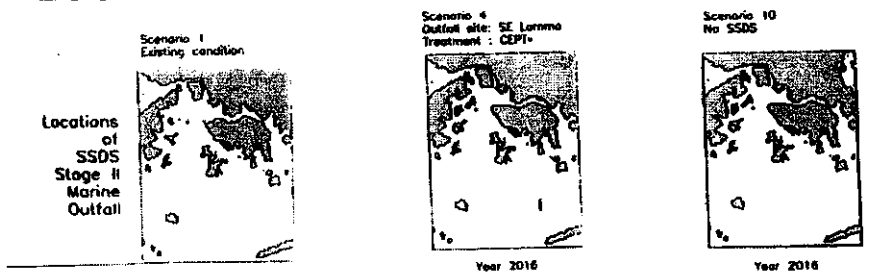 Scenario 1
Existing condition
Scenario 4
Outfall site: SE Lamma
Treatment : CEPT+
Scenario 10
No SSDS
Locations
of
SSDS
Stage II
Marine
Outfall
Year 2016
Year 2016